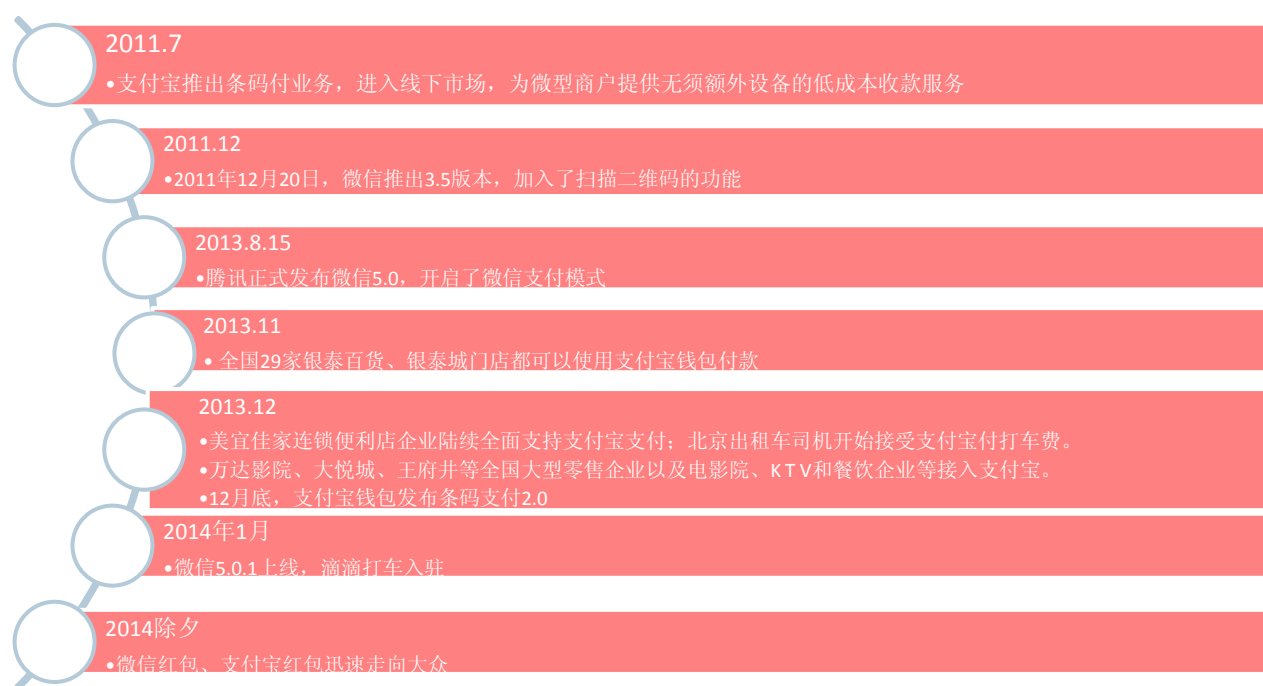 2011.7
•支付宝推出条码付业务，进入线下市场，为微型商户提供无须额外设备的低成本收款服务
2011.12
•2011年12月20日，微信推出3.5版本，加入了扫描二维码的功能
2013.8.15
•腾讯正式发布微信5.0，开启了微信支付模式
2013.11
• 全国29家银泰百货、银泰城门店都可以使用支付宝钱包付款
2013.12
•美宜佳家连锁便利店企业陆续全面支持支付宝支付；北京出租车司机开始接受支付宝付打车费。
•万达影院、大悦城、王府井等全国大型零售企业以及电影院、KTV和餐饮企业等接入支付宝。
•12月底，支付宝钱包发布条码支付2.0
2014年1月
•微信5.0.1上线，滴滴打车入驻
2014除夕
•微信红包、支付宝红包迅速走向大众